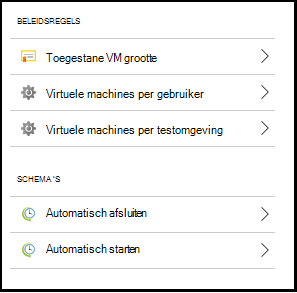 BELEIDSREGELS
Toegestane VM grootte
Virtuele machines per gebruiker
Virtuele machines per testomgeving
SCHEMA'S
Automatisch afsluiten
Automatisch starten